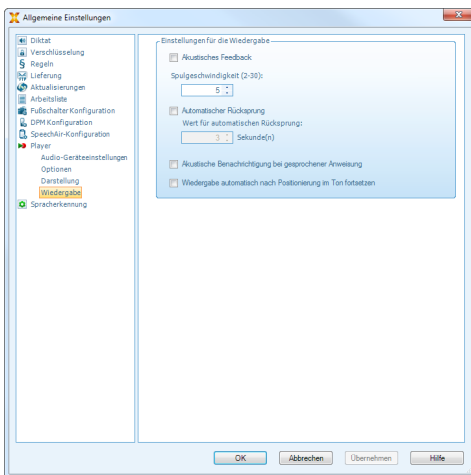 Allgemeine Einstellungen
Diktat
Verschlüsselung
Regeln
Lieferung
Aktualisierungen
Arbeitsliste
Fußschalter Konfiguration
DPM Konfiguration
SpeechAir-Konfiguration
Player
Audio-Geräteeinstellungen
Optionen
Darstellung
Wiedergabe
Spracherkennung
Einstellungen für die Wiedergabe
Akustisches Feedback
Spulgeschwindigkeit (2-30):
5
Automatischer Rücksprung
Wert für automatischen Rücksprung:
Sekunde(n)
Akustische Benachrichtigung bei gesprochener Anweisung
Wiedergabe automatisch nach Positionierung im Ton fortsetzen
OK
Abbrechen
Übernehmen
Hilfe